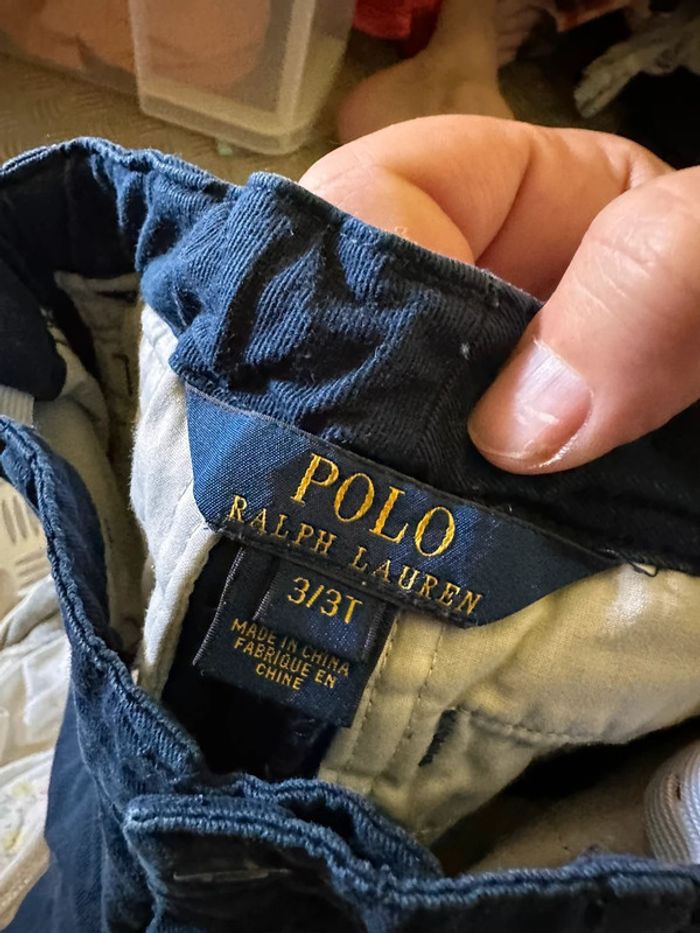 POLO
RALPH LAUREN
3/3T
MADE IN CHINA
FABRIQUE EN
CHINE